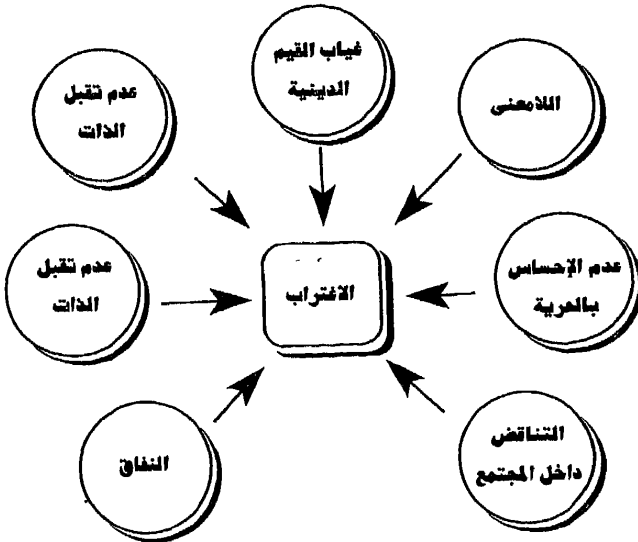 غياب القيم
الدينية
اللامعنى
عدم تقبل
الذات
عدم الإحساس
بالحرية
الاغتراب
عدم تقبل
الذات
التناقض
داخل المجتمع
النفاق